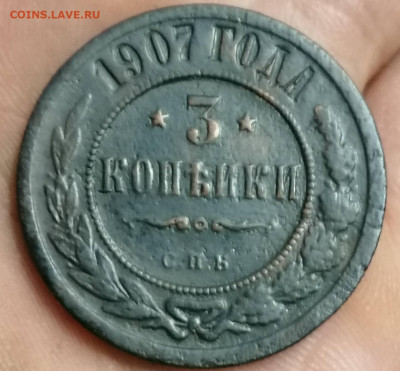 COINS.LAVE.RU
1907 ГОДА
3
КОПѢЙКИ
С.П.Б